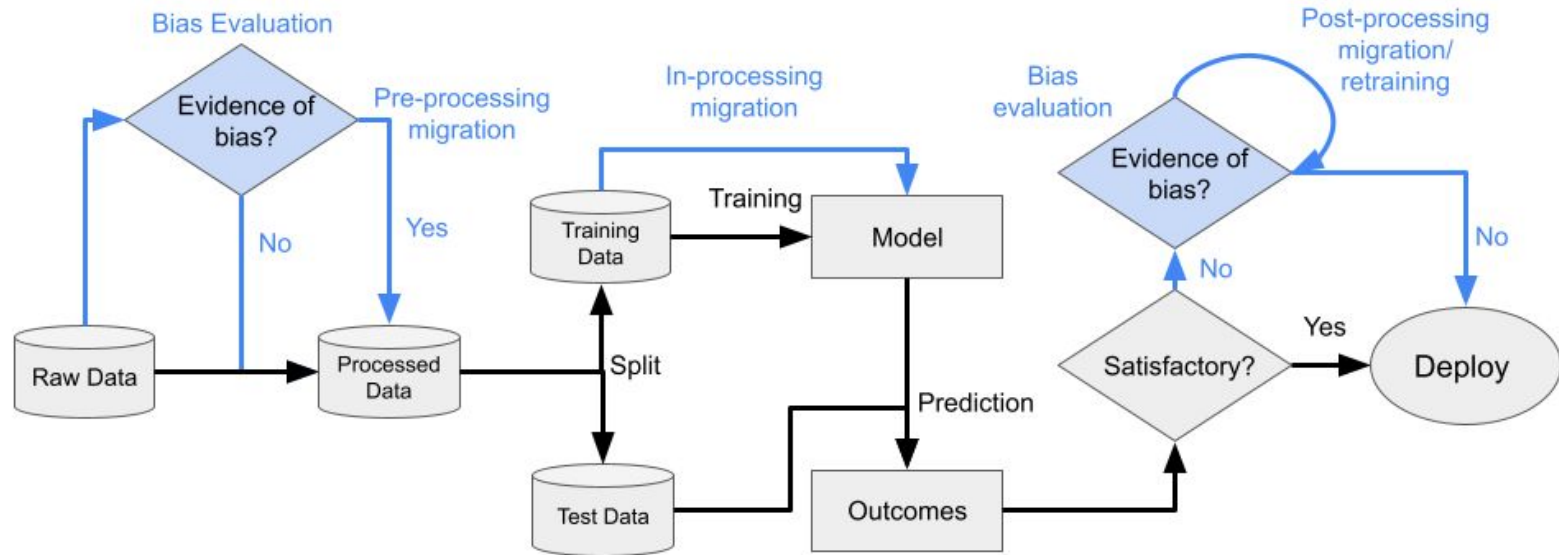 Bias Evaluation
Evidence of
bias?
Pre-processing
migration
No
Yes
Raw Data
Processed
Data
Split
Training
Data
Test Data
In-processing
migration
Training
Model
Prediction
Outcomes
Bias
evaluation
Post-processing
migration/
retraining
Evidence of
bias?
No
No
Satisfactory?
Yes
Deploy